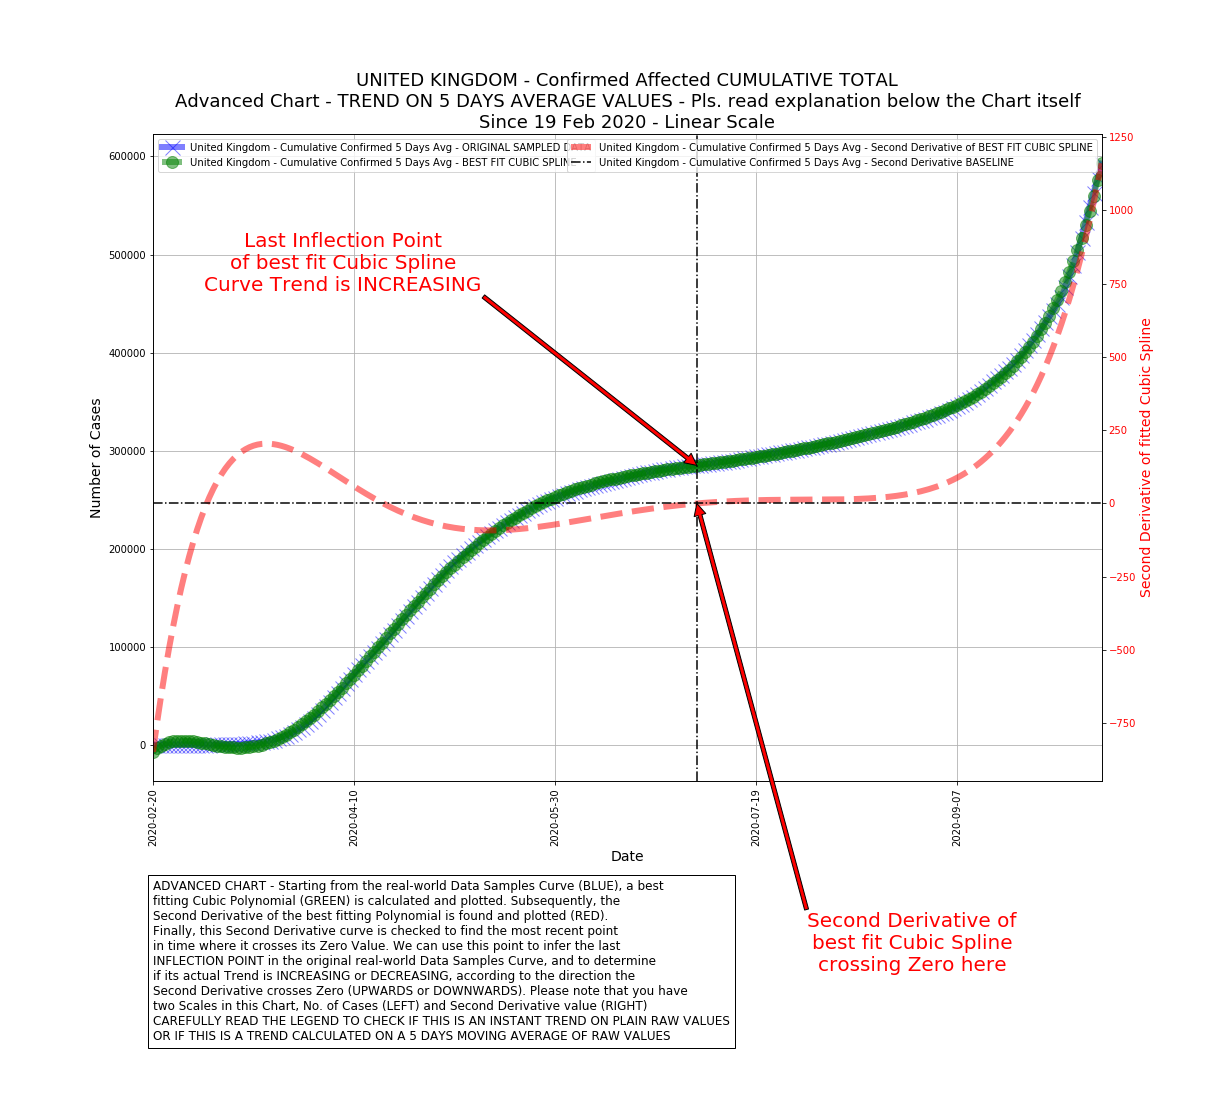 UNITED KINGDOM - Confirmed Affected CUMULATIVE TOTAL
Advanced Chart - TREND ON 5 DAYS AVERAGE VALUES - Pls. read explanation below the Chart itself
Since 19 Feb 2020 - Linear Scale
United Kingdom - Cumulative Confirmed 5 Days Avg - ORIGINAL SAMPLED
United Kingdom - Cumulative Confirmed 5 Days Avg - BEST FIT CUBIC SPLINE
United Kingdom - Cumulative Confirmed 5 Days Avg - Second Derivative of BEST FIT CUBIC SPLINE
United Kingdom - Cumulative Confirmed 5 Days Avg - Second Derivative BASELINE
Last Inflection Point
of best fit Cubic Spline
Curve Trend is INCREASING
Number of Cases
600000
500000
400000
300000
200000
100000
0
1250
1000
750
500
250
0
−250
−500
−750
Second Derivative of fitted Cubic Spline
2020-02-20
2020-04-10
2020-05-30
2020-07-19
2020-09-07
Date
Second Derivative of
best fit Cubic Spline
crossing Zero here
ADVANCED CHART - Starting from the real-world Data Samples Curve (BLUE), a best
fitting Cubic Polynomial (GREEN) is calculated and plotted. Subsequently, the
Second Derivative of the best fitting Polynomial is found and plotted (RED).
Finally, this Second Derivative curve is checked to find the most recent point
in time where it crosses its Zero Value. We can use this point to infer the last
INFLECTION POINT in the original real-world Data Samples Curve, and to determine
if its actual Trend is INCREASING or DECREASING, according to the direction the
Second Derivative crosses Zero (UPWARDS or DOWNWARDS). Please note that you have
two Scales in this Chart, No. of Cases (LEFT) and Second Derivative value (RIGHT)
CAREFULLY READ THE LEGEND TO CHECK IF THIS IS AN INSTANT TREND ON PLAIN RAW VALUES
OR IF THIS IS A TREND CALCULATED ON A 5 DAYS MOVING AVERAGE OF RAW VALUES